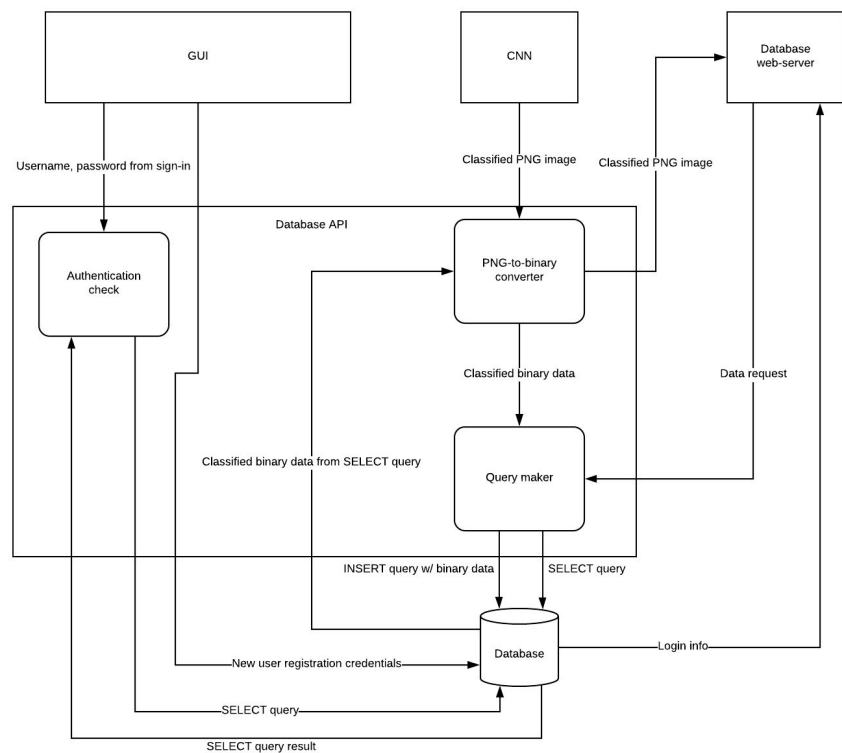 GUI
CNN
Database
web-server
Username, password from sign-in
Classified PNG image
Classified PNG image
Database API
Authentication
check
PNG-to-binary
converter
Classified binary data
Data request
Classified binary data from SELECT query
Query maker
INSERT query w/ binary data
SELECT query
Database
Login info
New user registration credentials
SELECT query
SELECT query result